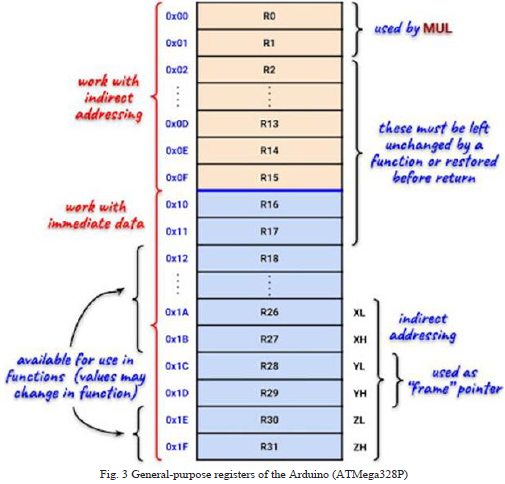 0x00 R0
0x01 R1
used by MUL
0x02 R2
work with
indirect
addressing
0x0D R13
0x0E R14
0x0F R15
these must be left
unchanged by a
function or restored
before return
work with
immediate data
0x10 R16
0x11 R17
0x12 R18
0x1A R26 XL
0x1B R27 XH
indirect
addressing
0x1C R28 YL
0x1D R29 YH
used as
"frame" pointer
available for use in
functions (values may
change in function)
0x1E R30 ZL
0x1F R31 ZH
Fig. 3 General-purpose registers of the Arduino (ATMega328P)